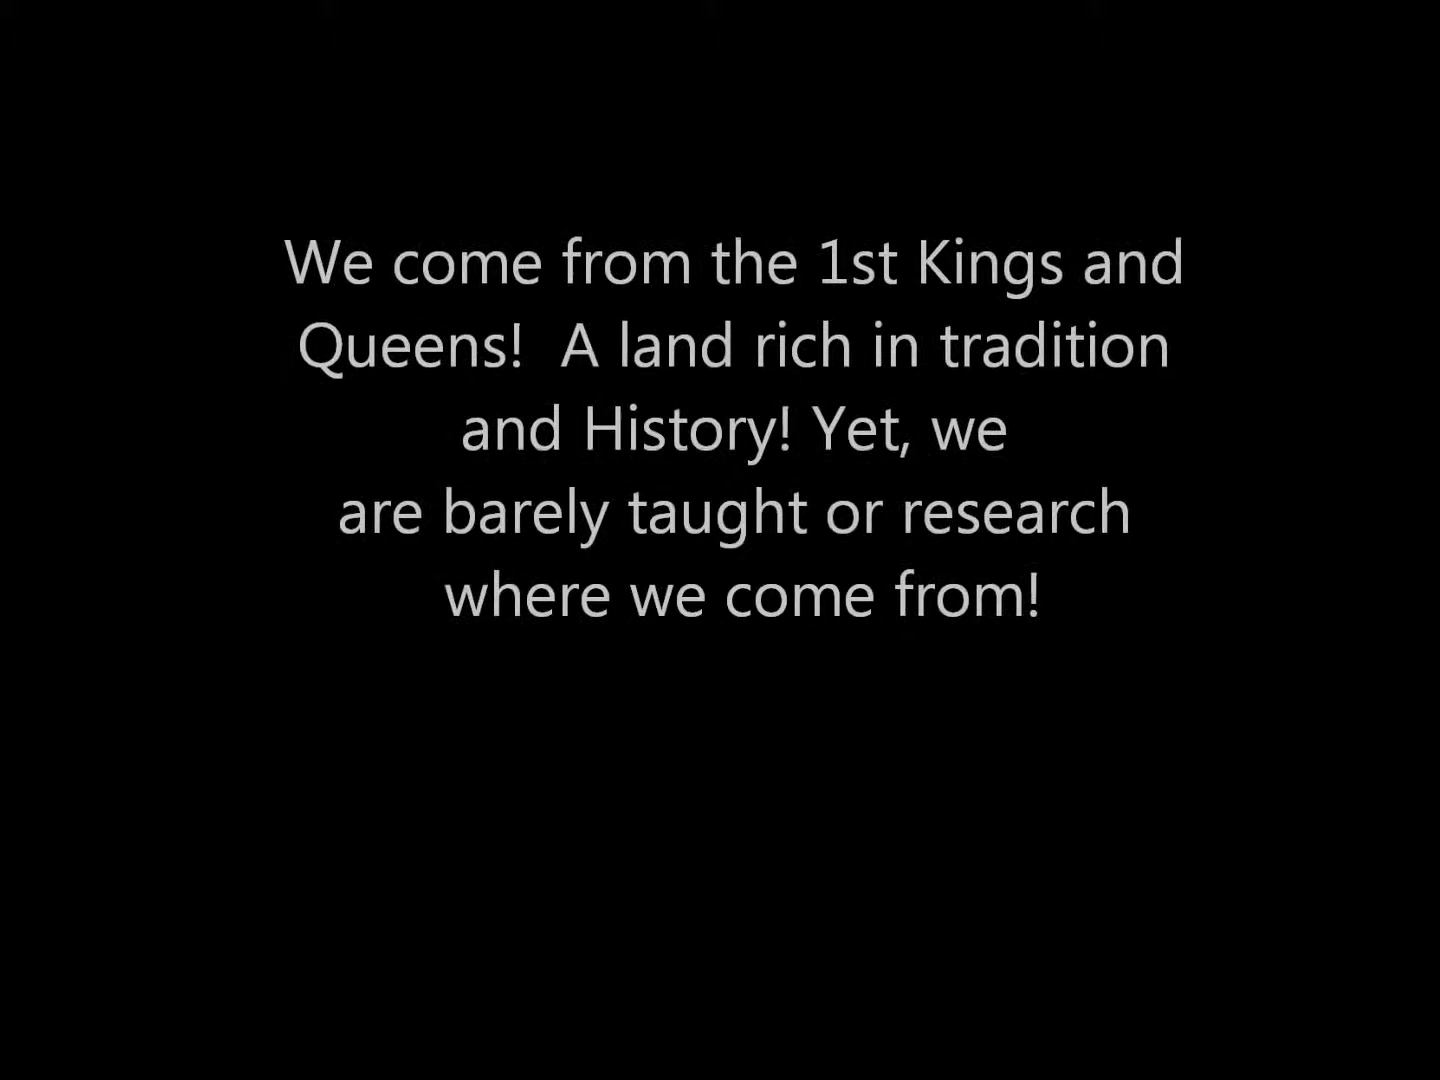 We come from the 1st Kings and
Queens!  A land rich in tradition
and History! Yet, we
are barely taught or research
where we come from!